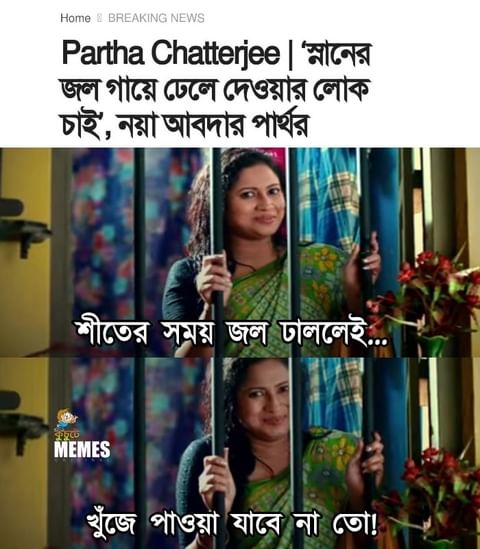 Home BREAKING NEWS
Partha Chatterjee | ‘স্নানের
জল গায়ে ঢেলে দেওয়ার লোক
চাই’, নয়া আবদার পার্থর
শীতের সময় জল ঢাললেই...
MEMES
খুঁজে পাওয়া যাবে না তো!